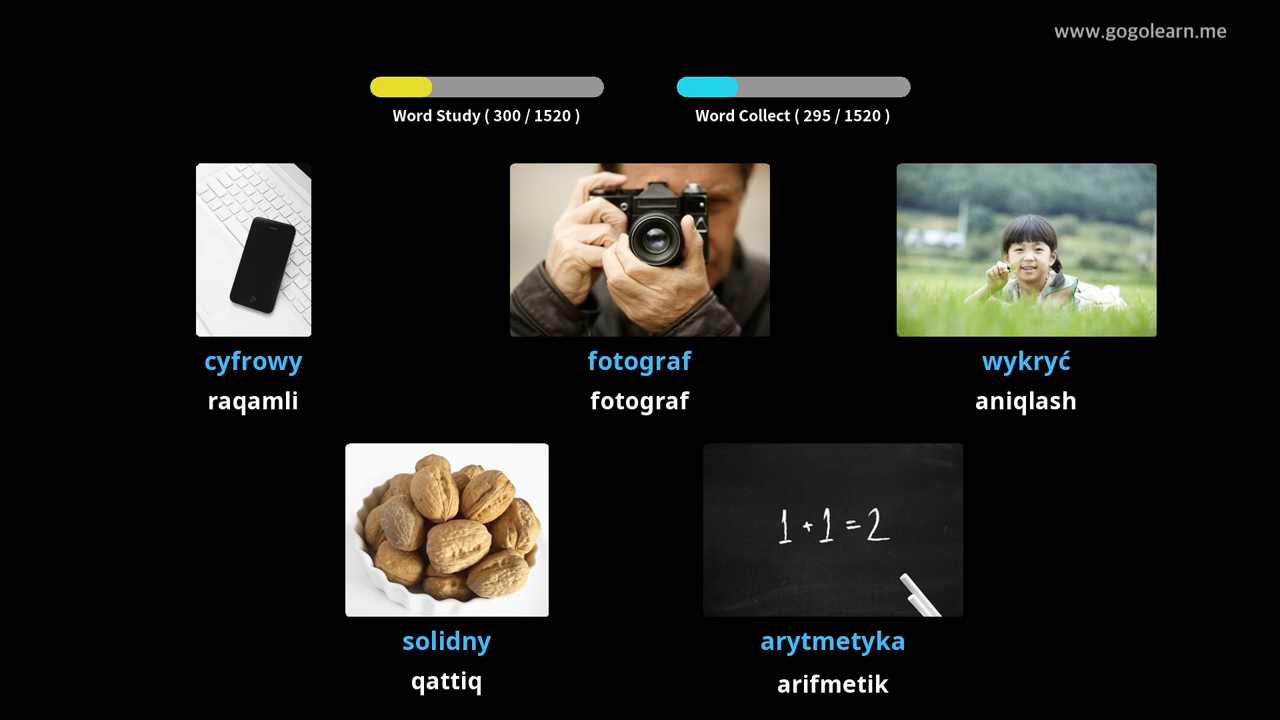 www.gogolearn.me
Word Study ( 300 / 1520 )
Word Collect ( 295 / 1520 )
cyfrowy
raqamli
fotograf
fotograf
wykryć
aniqlash
solidny
qattiq
1 + 1 = 2
arytmetyka
arifmetik